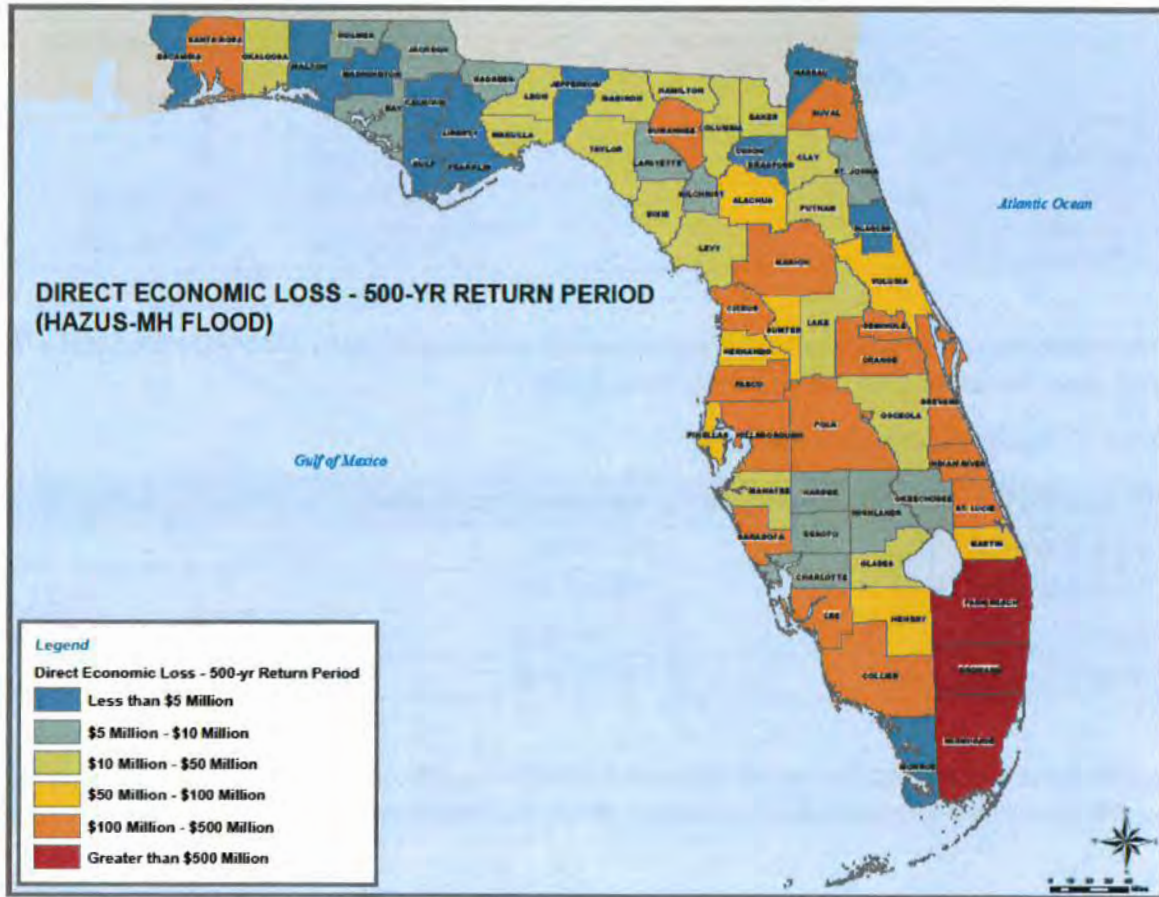 HOLMES
SANTA ROSA
JACKSON
ESCAMBIA
OKALOOSA
WALTON
WASHINGTON
GADSDEN
NASSAU
BAY
CALHOUN
LEON
JEFFERSON
MADISON
HAMILTON
DUVAL
LIBERTY
WAKULLA
SUWANNEE
COLUMBIA
BAKER
GULF
FRANKLIN
TAYLOR
LAFAYETTE
UNION
BRADFORD
CLAY
ST. JOHNS
GILCHRIST
ALACHUA
PUTNAM
Atlantic Ocean
DIXIE
FLAGLER
LEVY
MARION
VOLUSIA
DIRECT ECONOMIC LOSS - 500-YR RETURN PERIOD
(HAZUS-MH FLOOD)
CITRUS
SUMTER
LAKE
SEMINOLE
HERNANDO
ORANGE
PASCO
BREVARD
OSCEOLA
PINELLAS
HILLSBOROUGH
POLK
Gulf of Mexico
INDIAN RIVER
MANATEE
HARDEE
OKEECHOBEE
HIGHLANDS
ST. LUCIE
SARASOTA
DESOTO
MARTIN
CHARLOTTE
GLADES
PALM BEACH
LEE
HENDRY
BROWARD
COLLIER
MIAMI-DADE
MONROE
Legend
Direct Economic Loss - 500-yr Return Period
Less than $5 Million
$5 Million - $10 Million
$10 Million - $50 Million
$50 Million - $100 Million
$100 Million - $500 Million
Greater than $500 Million